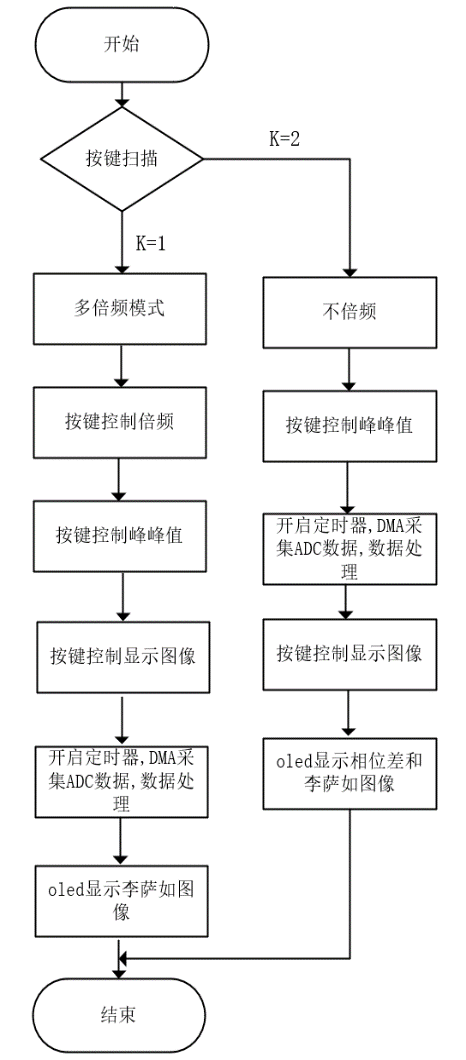 开始
按键扫描
K=2
K=1
多倍频模式
不倍频
按键控制倍频
按键控制峰峰值
按键控制峰峰值
开启定时器,DMA采
集ADC数据,数据处
理
按键控制显示图像
按键控制显示图像
开启定时器,DMA采
集ADC数据,数据处
理
oled显示相位差和
李萨如图像
oled显示李萨如图
像
结束